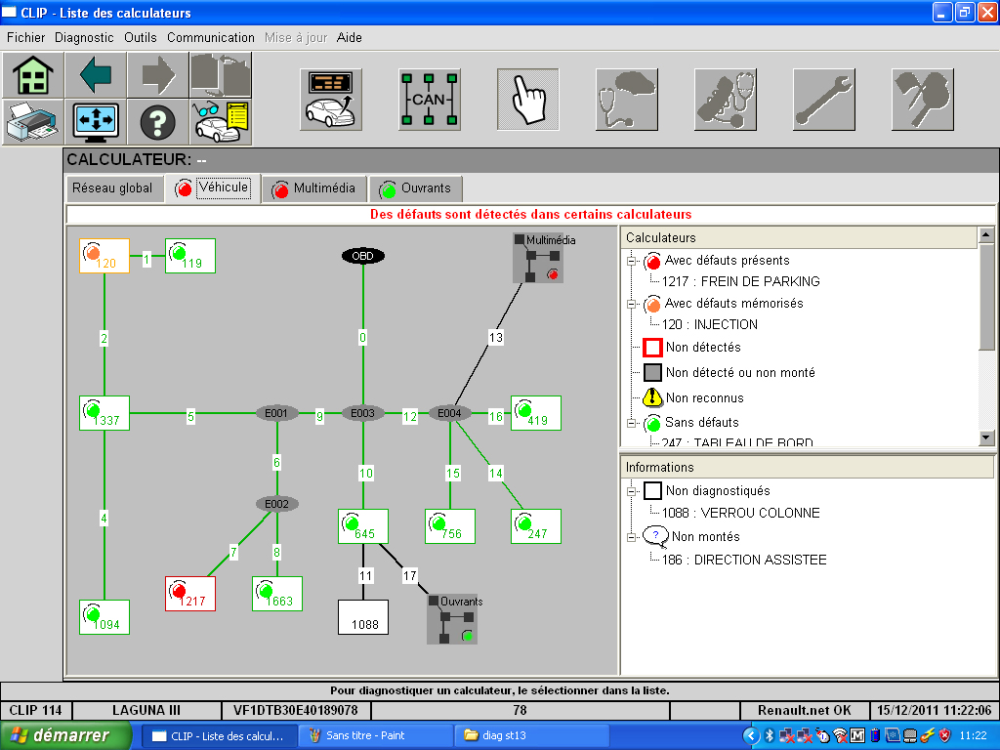 CLIP - Liste des calculateurs
Fichier Diagnostic Outils Communication Mise à jour Aide
CAN
CALCULATEUR: --
Réseau global Véhicule Multimédia Ouvrants
Des défauts sont détectés dans certains calculateurs
120 1 119 OBD Multimédia
2 0 13
1337 5 E001 9 E003 12 E004 16 419
6 10 15 14
4 E002 645 756 247
7 8 11 17
1217 1663 1088 Ouvrants
1094
Calculateurs
Avec défauts présents
1217 : FREIN DE PARKING
Avec défauts mémorisés
120 : INJECTION
Non détectés
Non détecté ou non monté
Non reconnus
Sans défauts
247 : TABLEAU DE BORD
Informations
Non diagnostiqués
1088 : VERROU COLONNE
Non montés
186 : DIRECTION ASSISTEE
Pour diagnostiquer un calculateur, le sélectionner dans la liste.
CLIP 114 LAGUNA III VF1DTB30E40189078 78 Renault.net OK 15/12/2011 11:22:06
démarrer CLIP - Liste des calcul... Sans titre - Paint diag st13 11:22